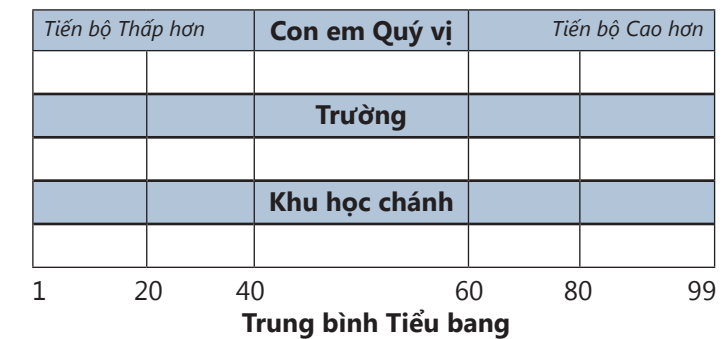 Tiến bộ Thấp hơn Con em Quý vị Tiến bộ Cao hơn
Trường
Khu học chánh
1 20 40 60 80 99
Trung bình Tiểu bang